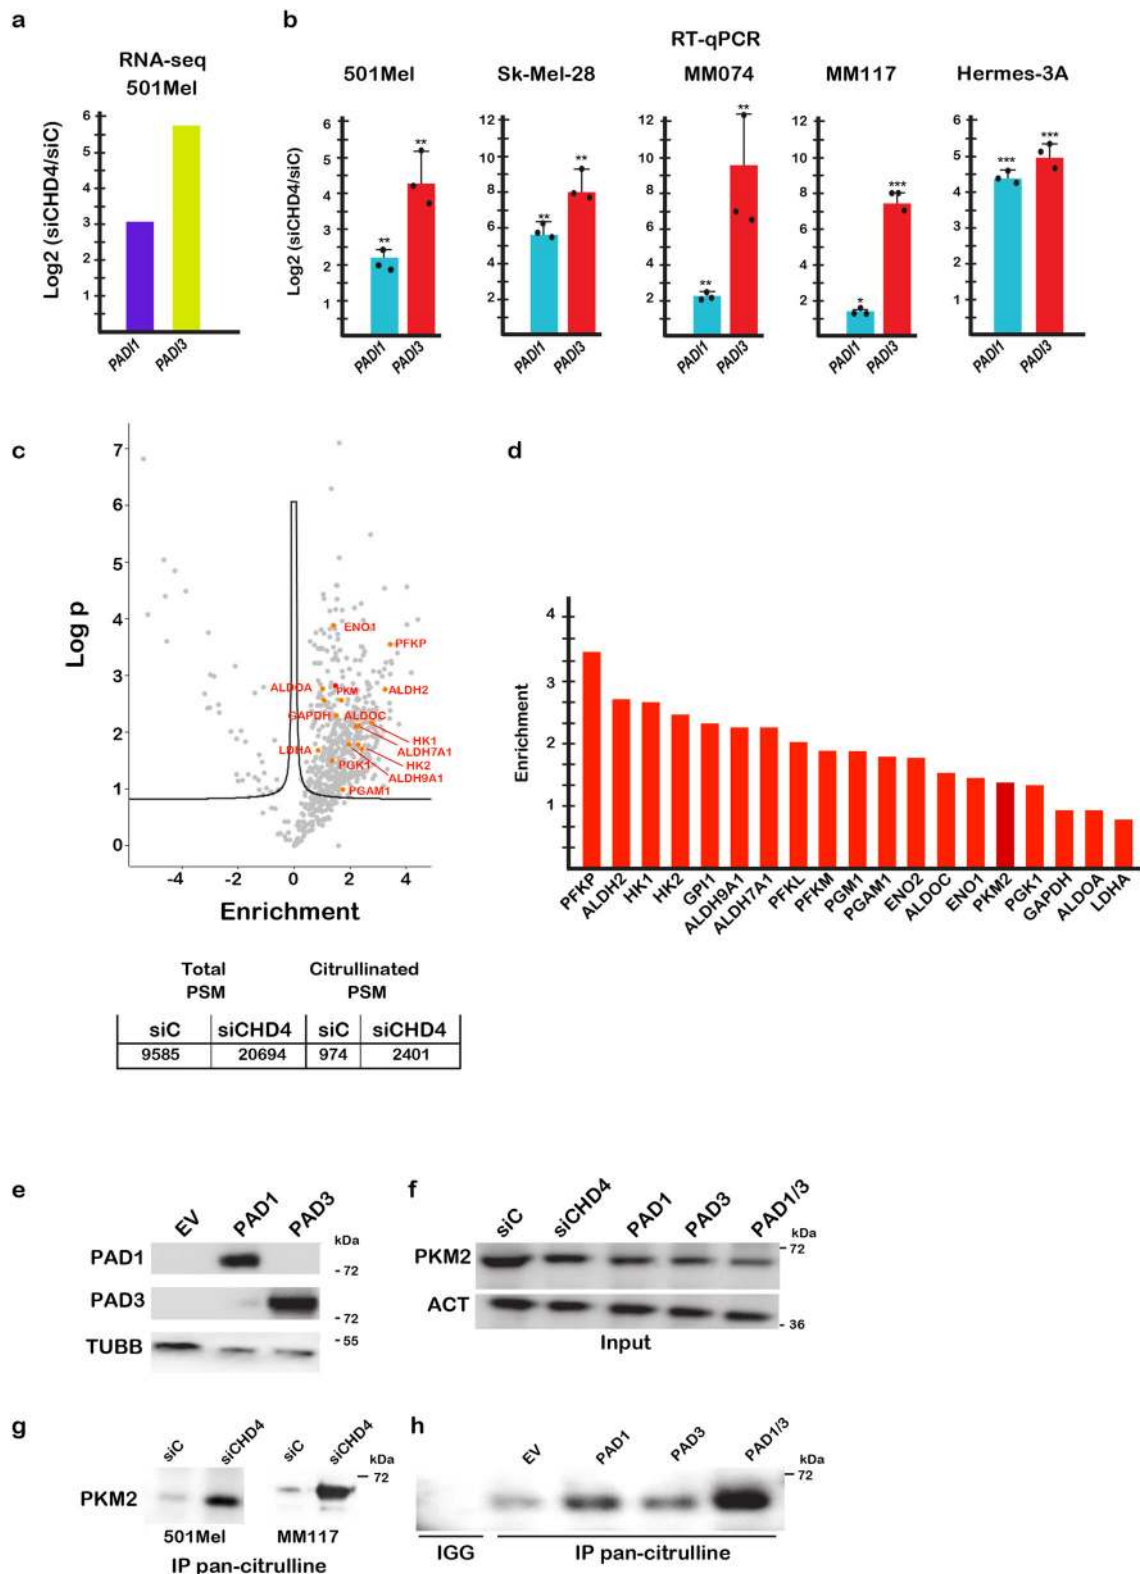 a
RNA-seq
501Mel
Log2 (siCHD4/siC)
6
5
4
3
2
1
PADI1
PADI3
b
RT-qPCR
501Mel
Sk-Mel-28
MM074
MM117
Hermes-3A
Log2 (siCHD4/siC)
6
5
4
3
2
1
**
**
PADI1
PADI3
12
10
8
6
4
2
**
**
PADI1
PADI3
12
10
8
6
4
2
**
**
PADI1
PADI3
12
10
8
6
4
2
*
***
PADI1
PADI3
6
5
4
3
2
1
***
***
PADI1
PADI3
c
Log p
7
6
5
4
3
2
1
0
-4
-2
0
2
4
Enrichment
ENO1
PFKP
ALDOA
PKM
ALDH2
GAPDH
ALDOC
HK1
LDHA
ALDH7A1
PGK1
HK2
ALDH9A1
PGAM1
Total PSM
Citrullinated PSM
siC siCHD4 siC siCHD4
9585 20694 974 2401
d
Enrichment
4
3
2
1
PFKP
ALDH2
HK1
HK2
GPI1
ALDH9A1
ALDH7A1
PFKL
PFKM
PGM1
PGAM1
ENO2
ALDOC
ENO1
PKM2
PGK1
GAPDH
ALDOA
LDHA
e
EV PAD1 PAD3
kDa
PAD1
- 72
PAD3
- 72
TUBB
- 55
f
siC siCHD4 PAD1 PAD3 PAD1/3
kDa
PKM2
- 72
ACT
- 36
Input
g
siC siCHD4 siC siCHD4
kDa
- 72
PKM2
501Mel MM117
IP pan-citrulline
h
EV PAD1 PAD3 PAD1/3
kDa
- 72
IGG IP pan-citrulline